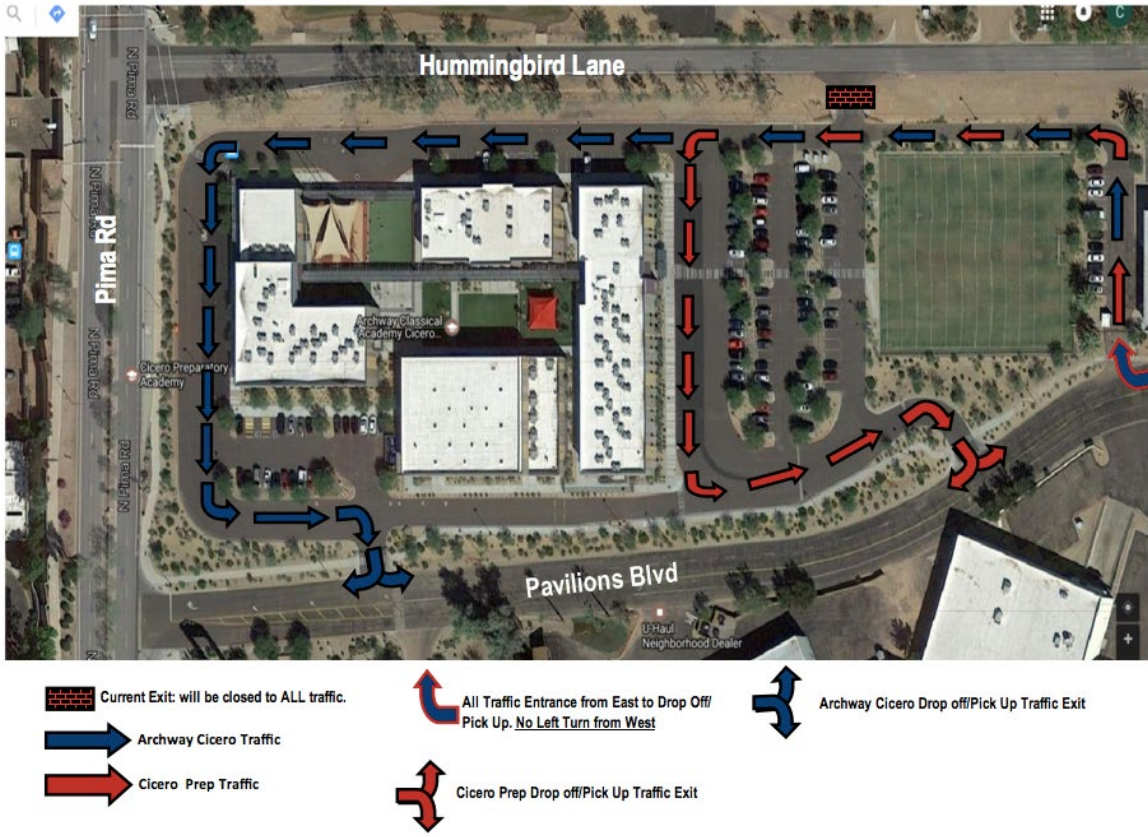 C
Hummingbird Lane
N Pima Rd
N Pima Rd
Pima Rd
Archway Classical
Academy Cicero...
N Pima Rd
Cicero Preparatory
Academy
N Pima Rd
Pavilions Blvd
U-Haul
Neighborhood Dealer
N
+
Current Exit: will be closed to ALL traffic.
Archway Cicero Traffic
Cicero Prep Traffic
All Traffic Entrance from East to Drop Off/
Pick Up. No Left Turn from West
Cicero Prep Drop off/Pick Up Traffic Exit
Archway Cicero Drop off/Pick Up Traffic Exit